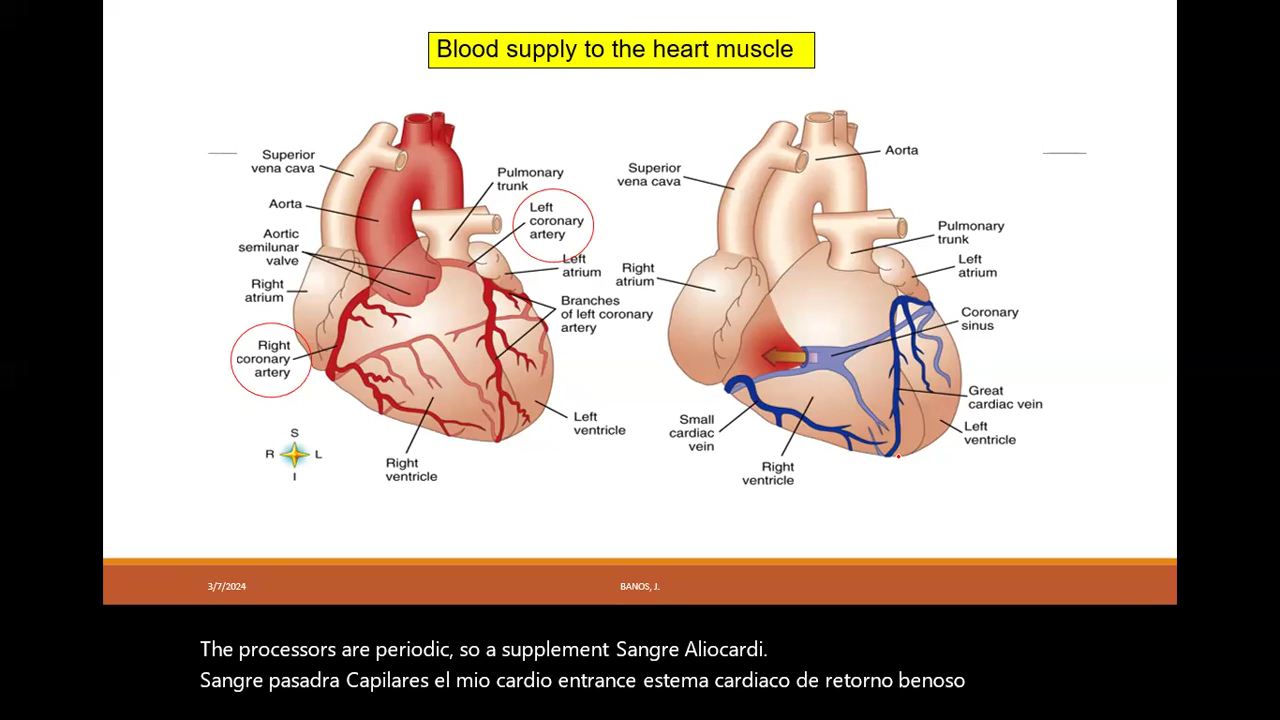 Blood supply to the heart muscle
Superior
vena cava
Aorta
Aortic
semilunar
valve
Right
atrium
Right
coronary
artery
Pulmonary
trunk
Left
coronary
artery
Left
atrium
Branches
of left coronary
artery
Left
ventricle
Right
ventricle
S
R L
I
Superior
vena cava
Aorta
Right
atrium
Pulmonary
trunk
Left
atrium
Coronary
sinus
Great
cardiac vein
Left
ventricle
Small
cardiac
vein
Right
ventricle
3/7/2024
BANOS, J.
The processors are periodic, so a supplement Sangre Aliocardi.
Sangre pasadra Capilares el mio cardio entrance estema cardiaco de retorno benoso